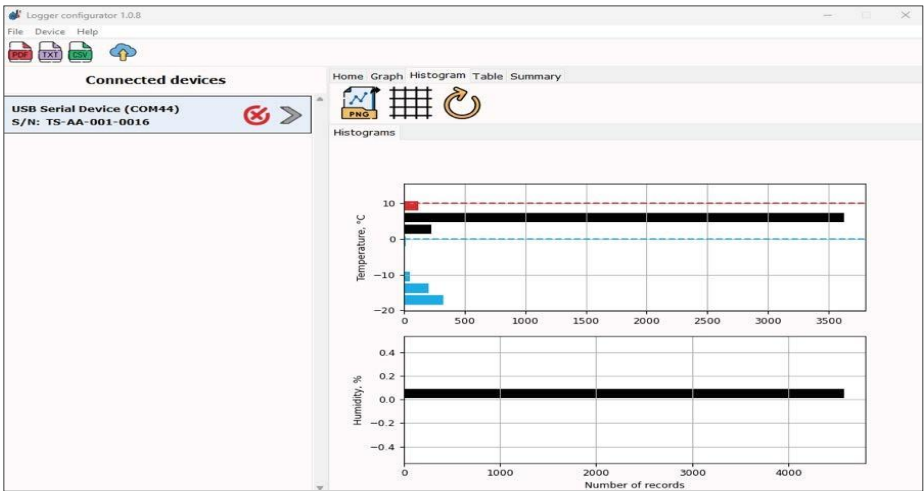 Logger configurator 1.0.8
File Device Help
PDF TXT CSV
Connected devices
USB Serial Device (COM44)
S/N: TS-AA-001-0016
Home Graph Histogram Table Summary
PNG
Histograms
Temperature, °C
10
0
−10
−20
0 500 1000 1500 2000 2500 3000 3500
Humidity, %
0.4
0.2
0.0
−0.2
−0.4
0 1000 2000 3000 4000
Number of records